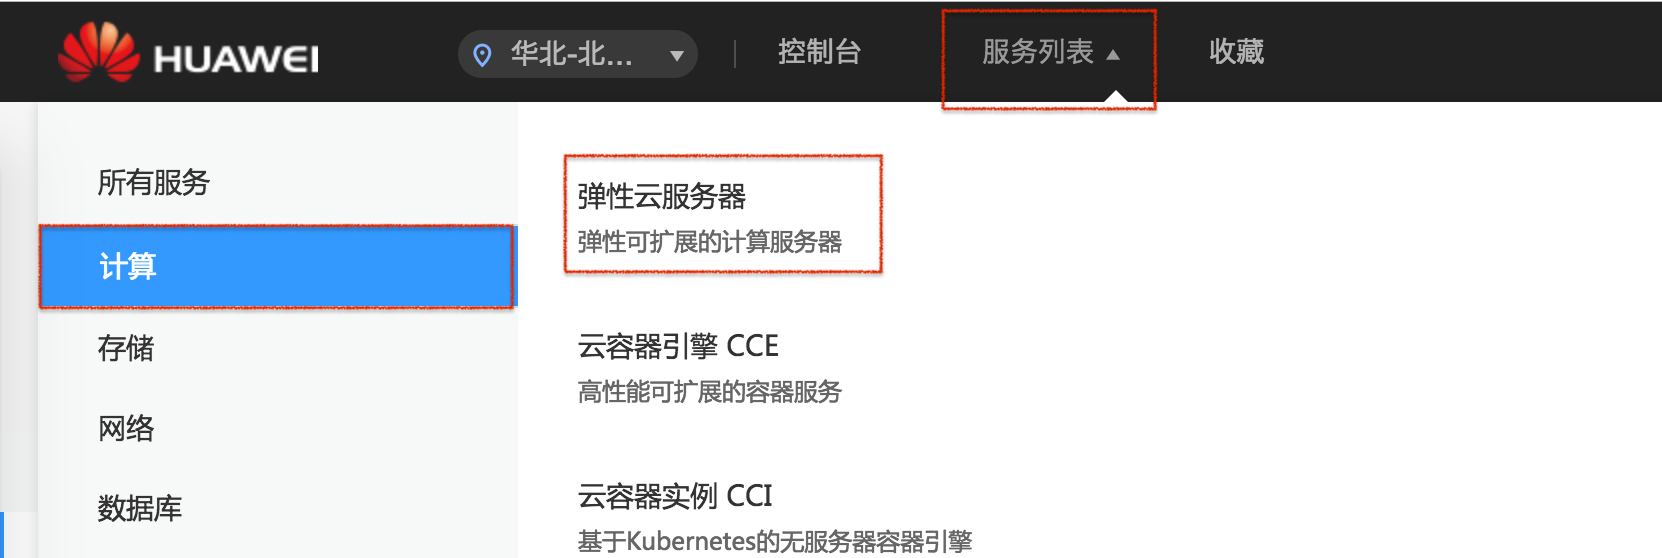 HUAWEI
华北-北...
控制台
服务列表
收藏
所有服务
计算
存储
网络
数据库
弹性云服务器
弹性可扩展的计算服务器
云容器引擎 CCE
高性能可扩展的容器服务
云容器实例 CCI
基于Kubernetes的无服务器容器引擎